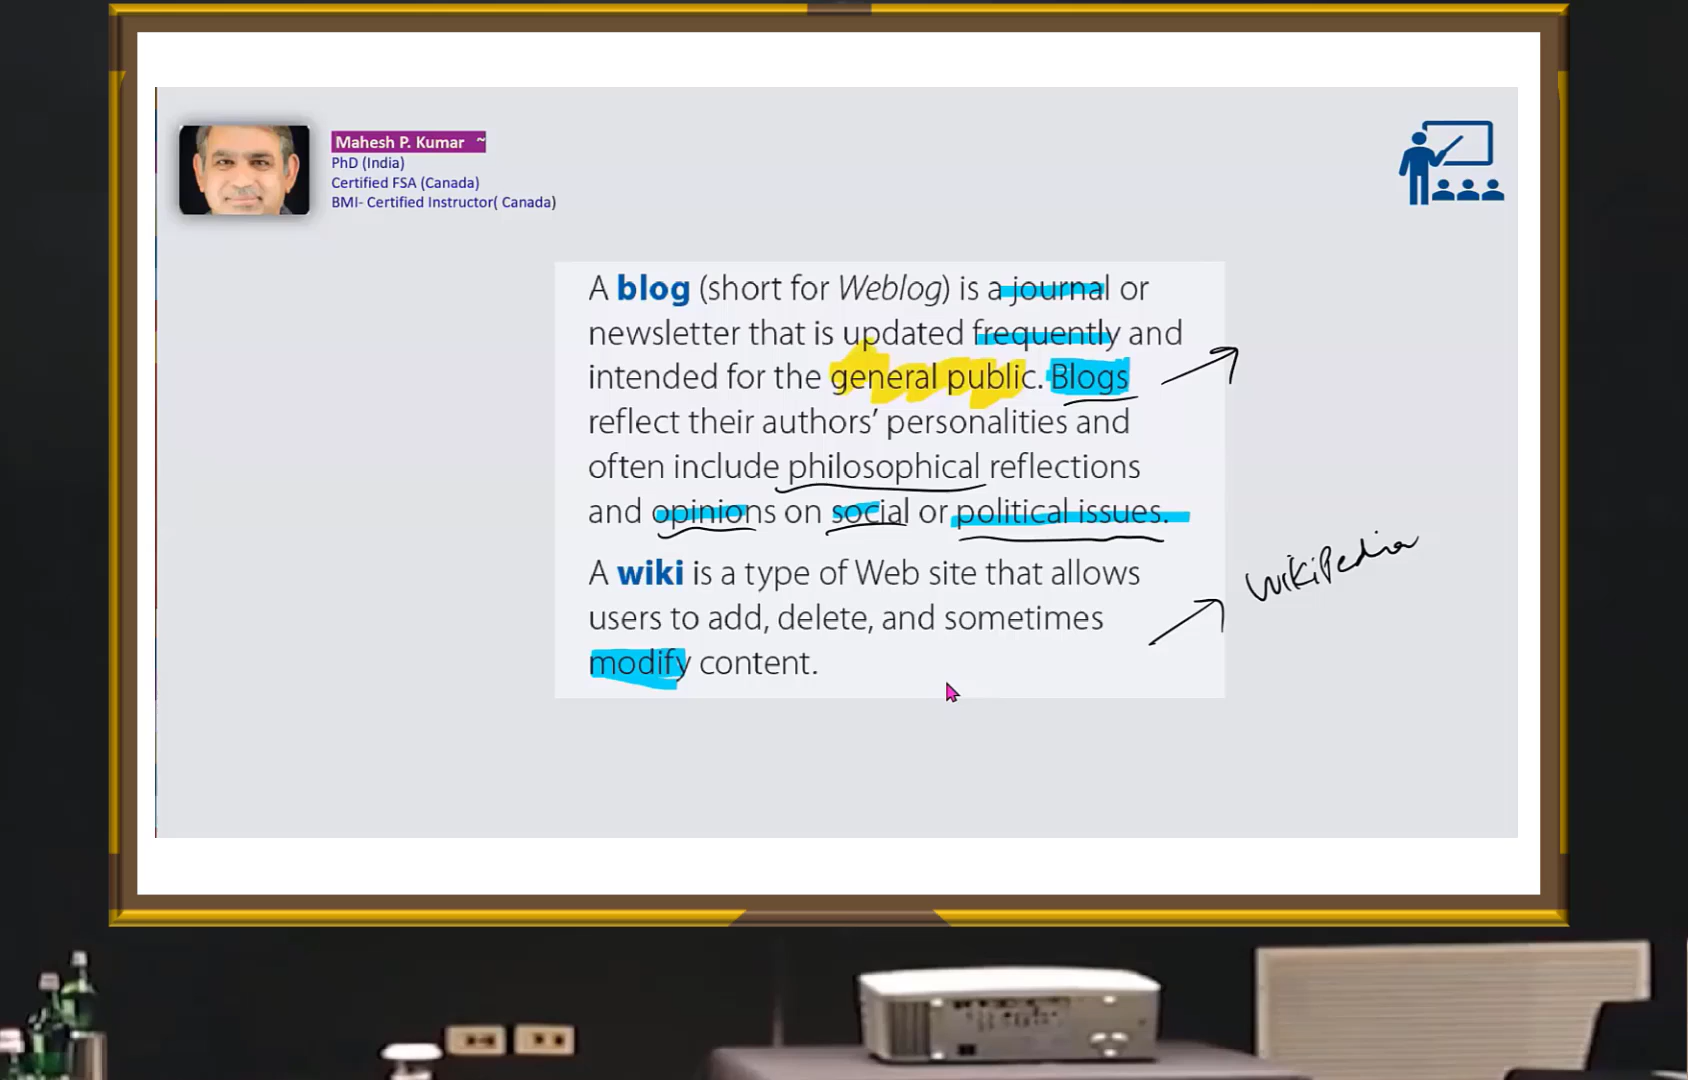 Mahesh P. Kumar ~
PhD (India)
Certified FSA (Canada)
BMI- Certified Instructor( Canada)
A blog (short for Weblog) is a journal or
newsletter that is updated frequently and
intended for the general public. Blogs
reflect their authors’ personalities and
often include philosophical reflections
and opinions on social or political issues.
A wiki is a type of Web site that allows
users to add, delete, and sometimes
modify content.
WikiPedia